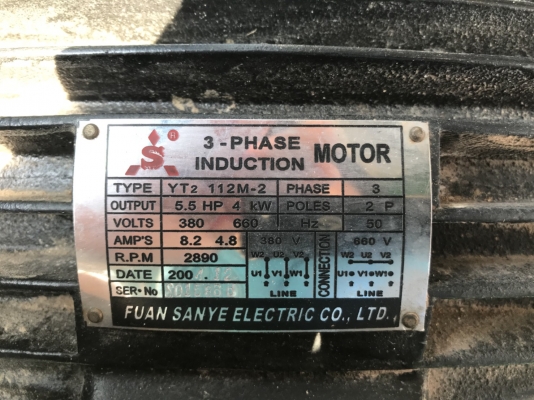 S ®
3-PHASE
INDUCTION MOTOR
TYPE YT2 112M-2 PHASE 3
OUTPUT 5.5 HP 4 kW POLES 2 P
VOLTS 380 660 Hz 50
AMP'S 8.2 4.8 380 V CONNECTION 660 V
R.P.M 2890 W2 U2 V2 W2 U2 V2
DATE U1 V1 W1 U1 V1 W1
SER·No LINE LINE
FUAN SANYE ELECTRIC CO., LTD.